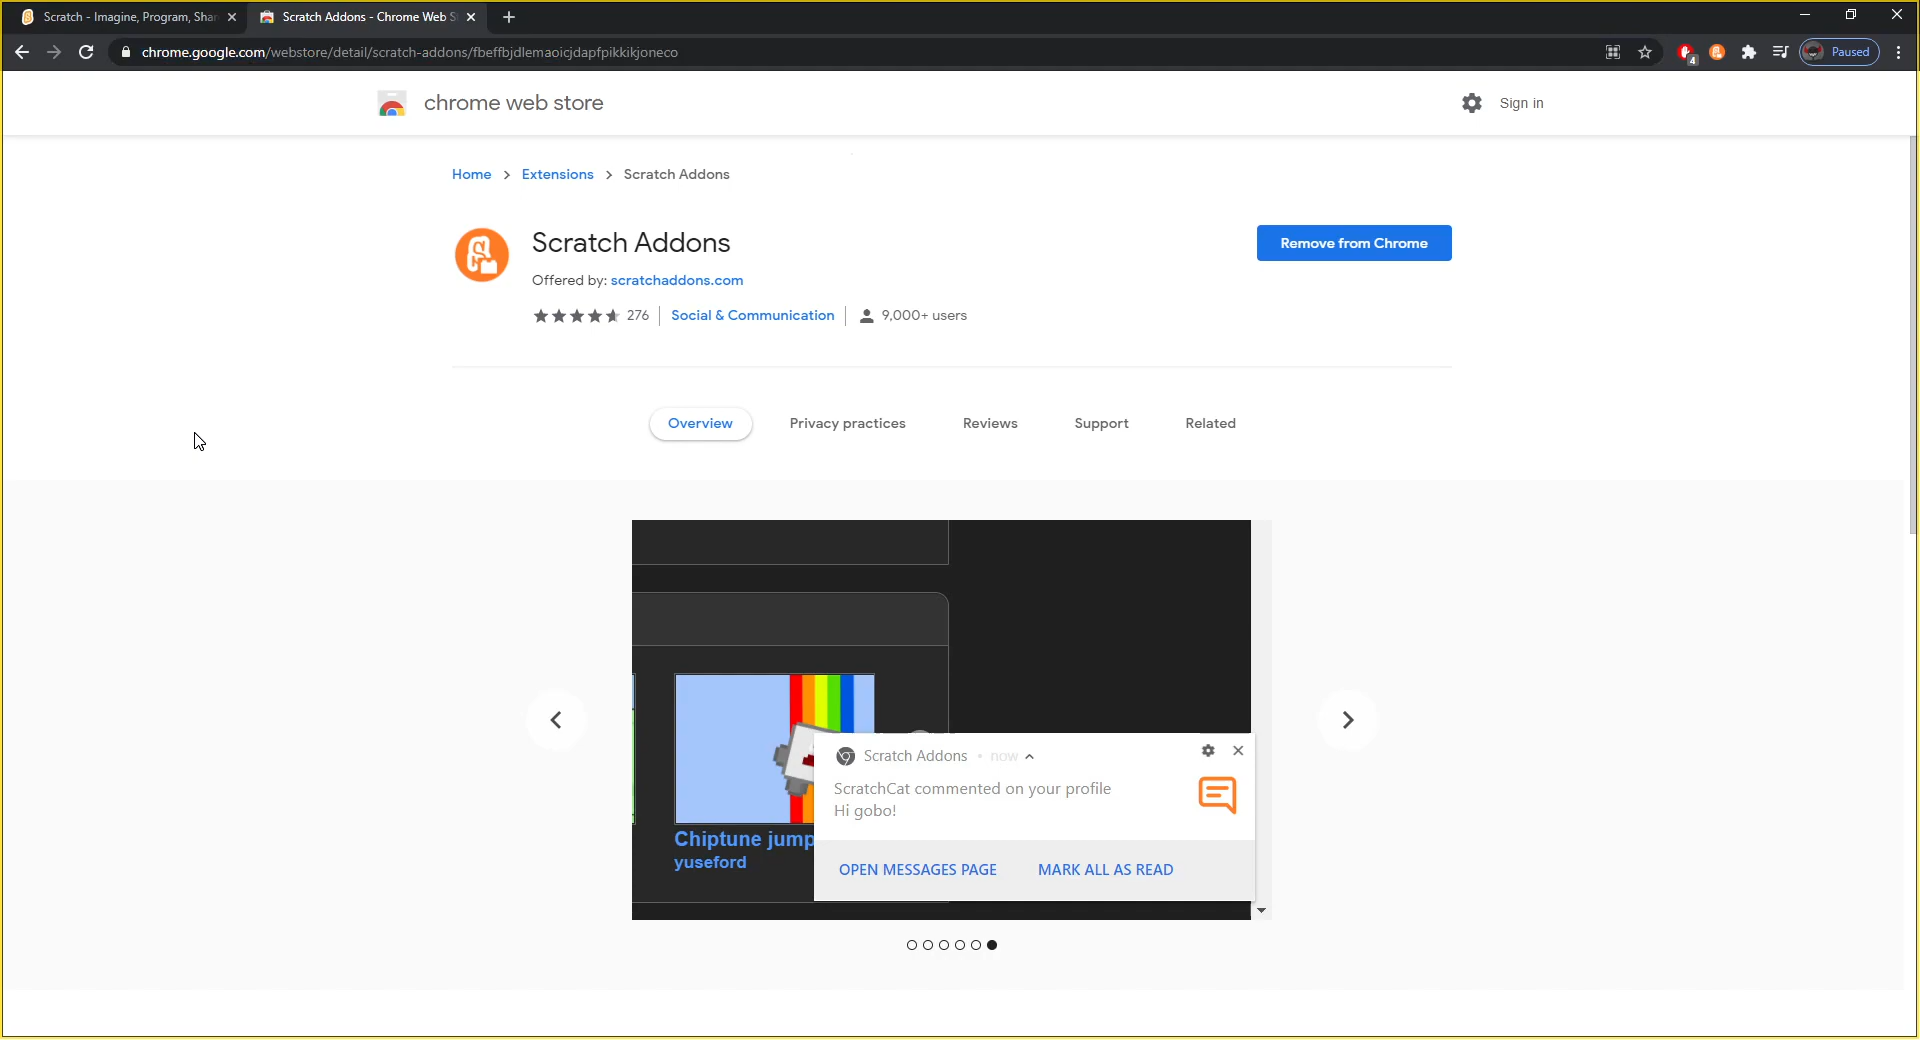 Scratch - Imagine, Program, Shar
Scratch Addons - Chrome Web S
chrome.google.com/webstore/detail/scratch-addons/fbeffbjdlemaoicjdapfpikkikjoneco
4
Paused
chrome web store
Sign in
Home > Extensions > Scratch Addons
Scratch Addons
Remove from Chrome
Offered by: scratchaddons.com
276
Social & Communication
9,000+ users
Overview
Privacy practices
Reviews
Support
Related
Scratch Addons • now
ScratchCat commented on your profile
Hi gobo!
Chiptune jump
yuseford
OPEN MESSAGES PAGE
MARK ALL AS READ